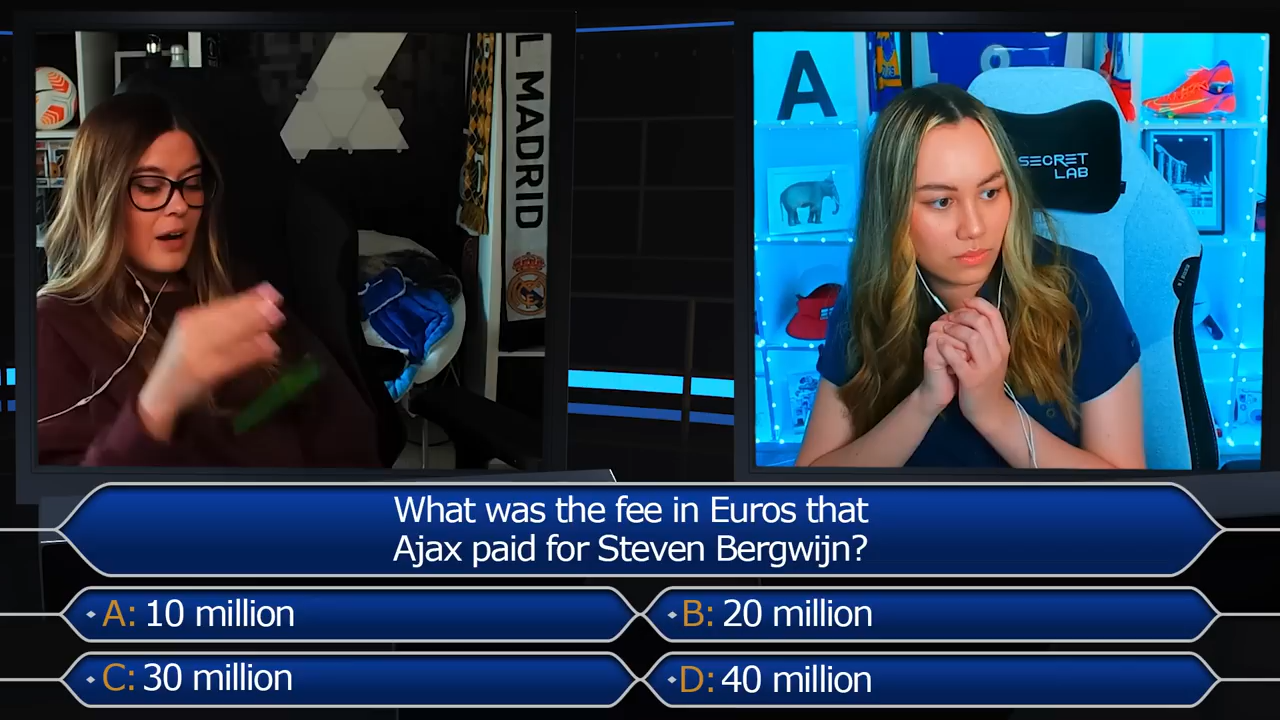 L MADRID
A
SECRET
LAB
What was the fee in Euros that
Ajax paid for Steven Bergwijn?
A: 10 million
B: 20 million
C: 30 million
D: 40 million